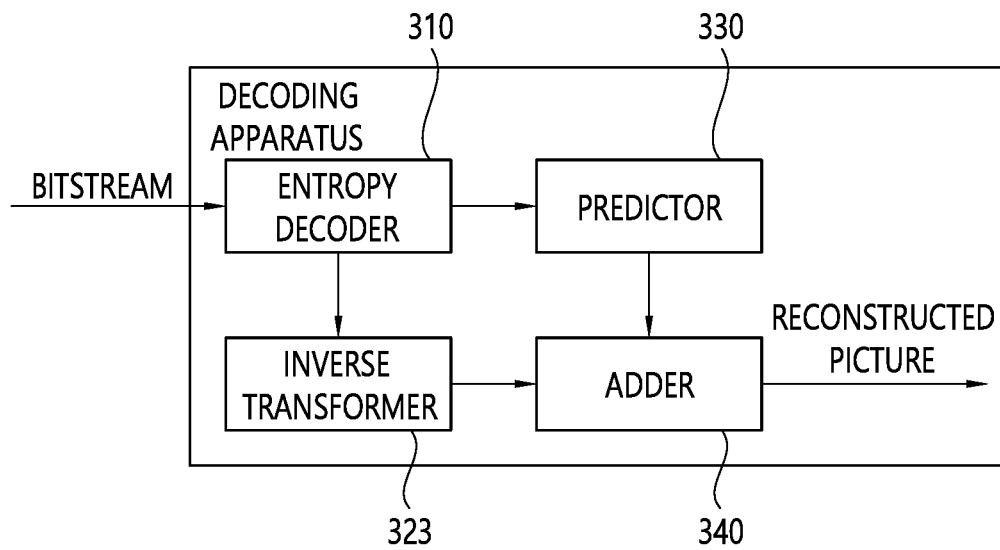 310
330
DECODING
APPARATUS
BITSTREAM
ENTROPY
DECODER
PREDICTOR
INVERSE
TRANSFORMER
ADDER
RECONSTRUCTED
PICTURE
323
340